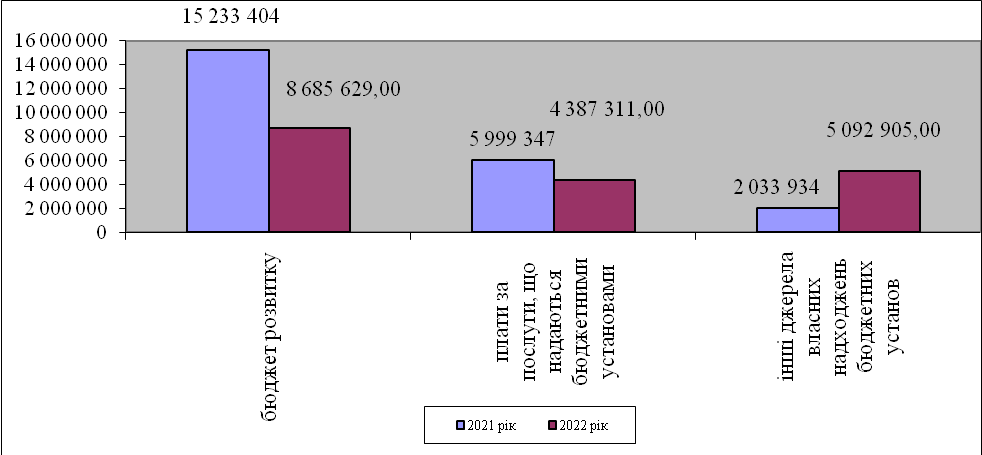 15 233 404
16 000 000
14 000 000
12 000 000
10 000 000
8 000 000
6 000 000
4 000 000
2 000 000
0
8 685 629,00
5 999 347
4 387 311,00
2 033 934
5 092 905,00
бюджет розвитку
плати за
послуги, що
надаються
бюджетними
установами
інші джерела
власних
надходжень
бюджетних
установ
2021 рік
2022 рік